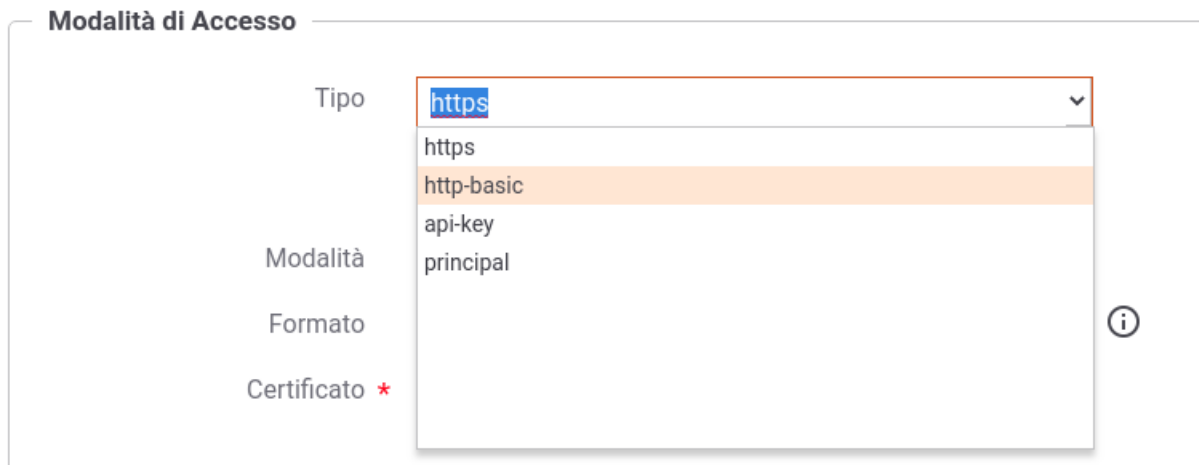 Modalità di Accesso
Tipo
https
https
http-basic
api-key
principal
Modalità
Formato
Certificato *